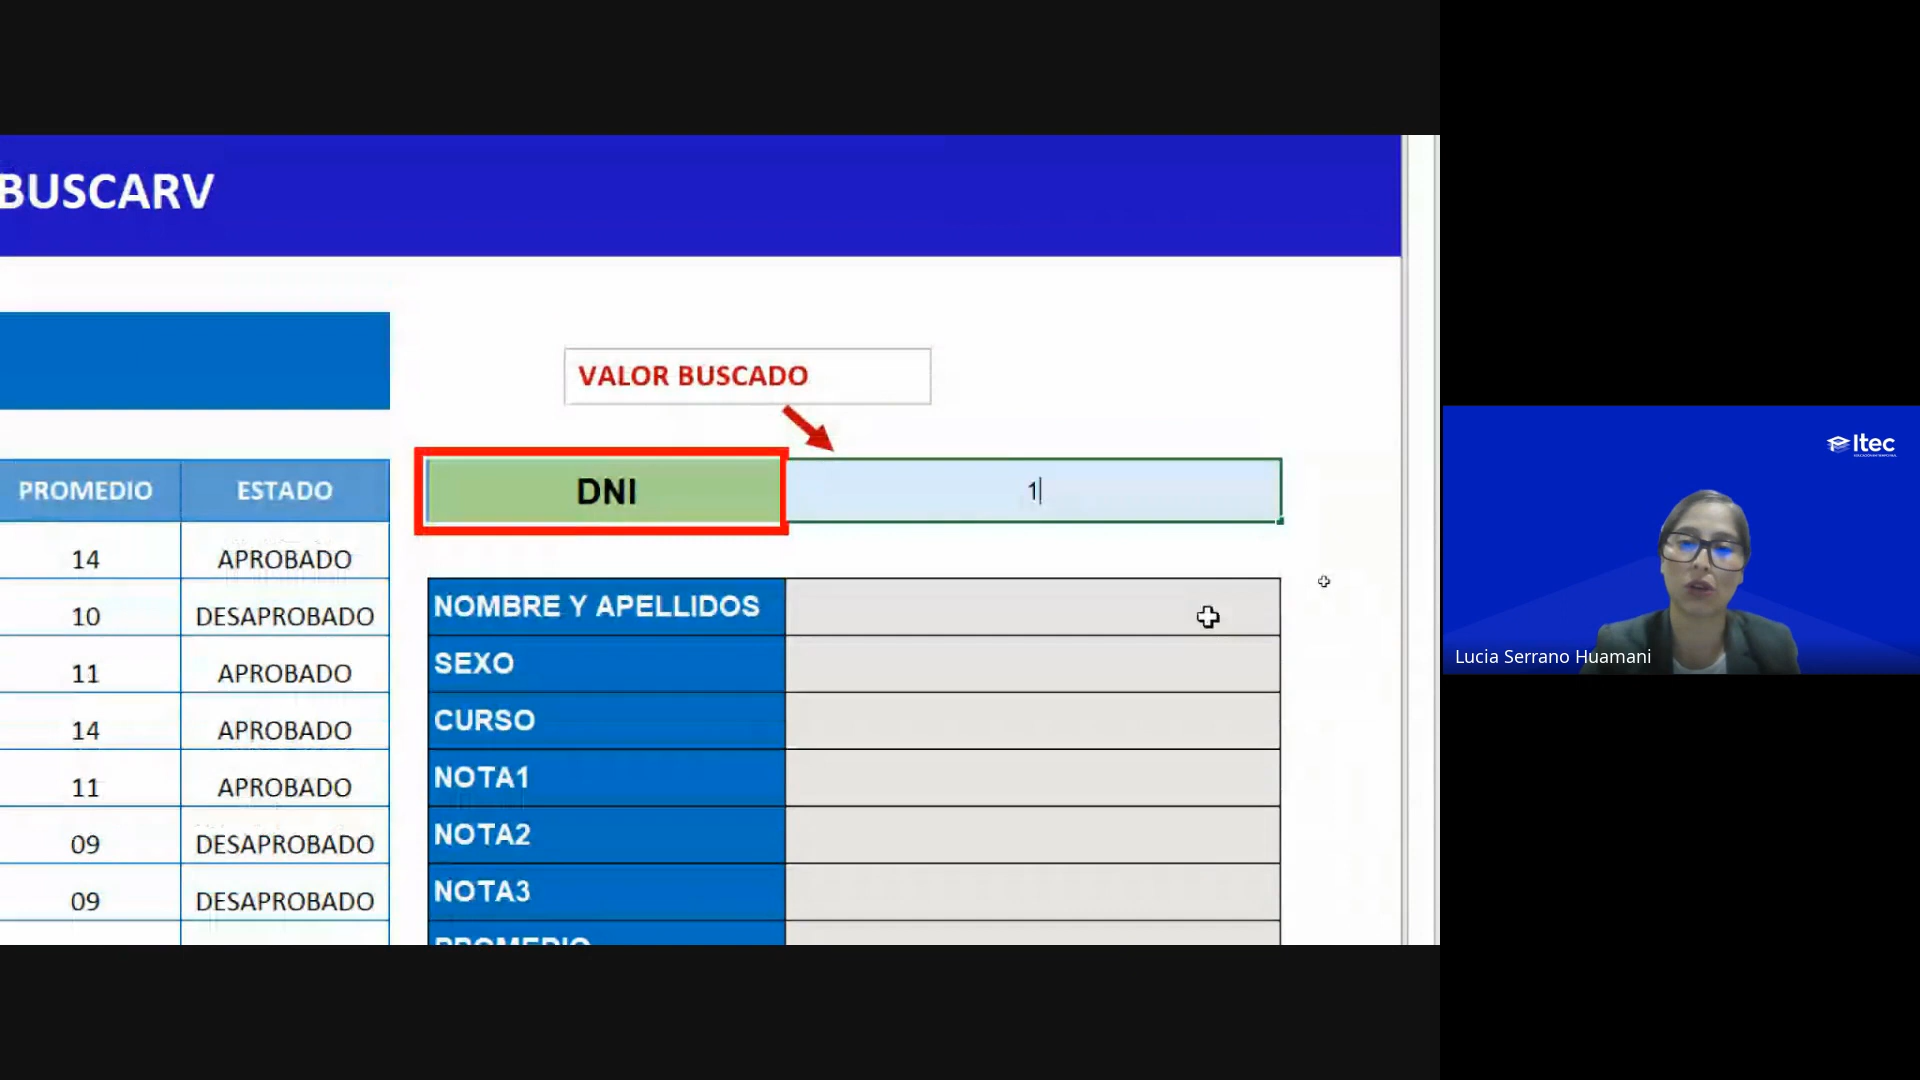 BUSCARV
VALOR BUSCADO
DNI
1
PROMEDIO ESTADO
14 APROBADO
10 DESAPROBADO
11 APROBADO
14 APROBADO
11 APROBADO
09 DESAPROBADO
09 DESAPROBADO
NOMBRE Y APELLIDOS
SEXO
CURSO
NOTA1
NOTA2
NOTA3
PROMEDIO
Itec
Lucia Serrano Huamani